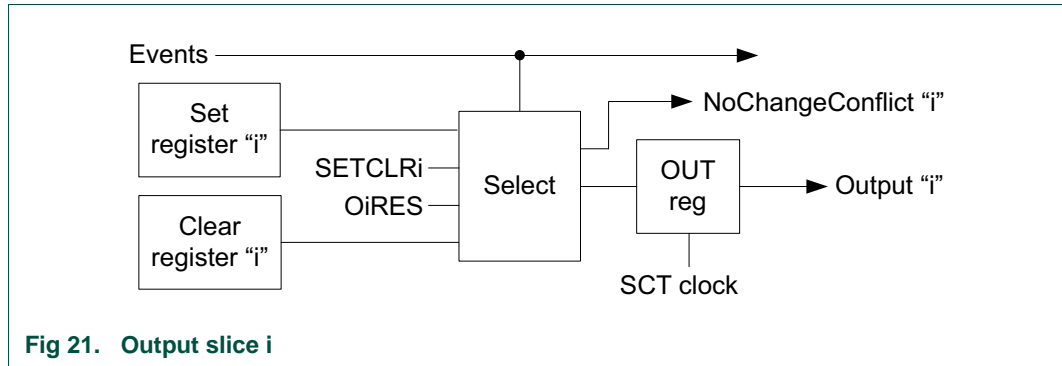 Events
NoChangeConflict “i”
Set
register “i”
SETCLRi
OiRES
Select
OUT
reg
Output “i”
Clear
register “i”
SCT clock
Fig 21. Output slice i